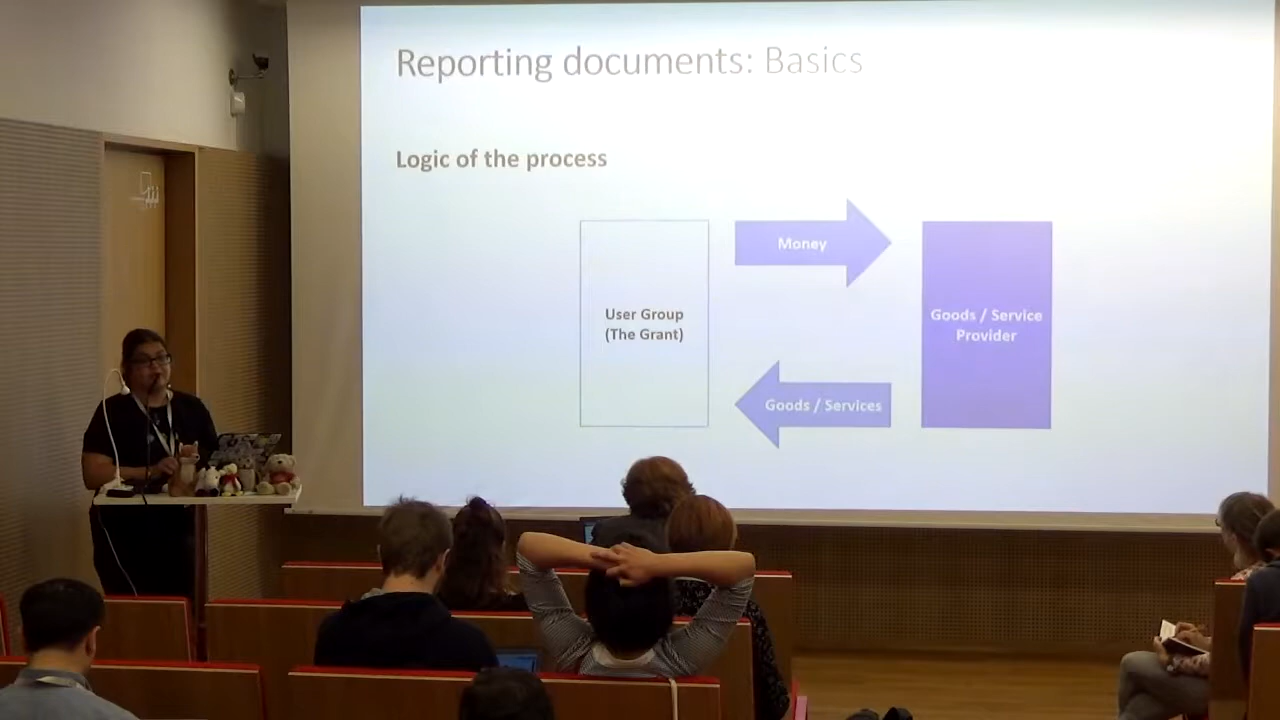 Reporting documents: Basics
Logic of the process
Money
User Group
(The Grant)
Goods / Service
Provider
Goods / Services